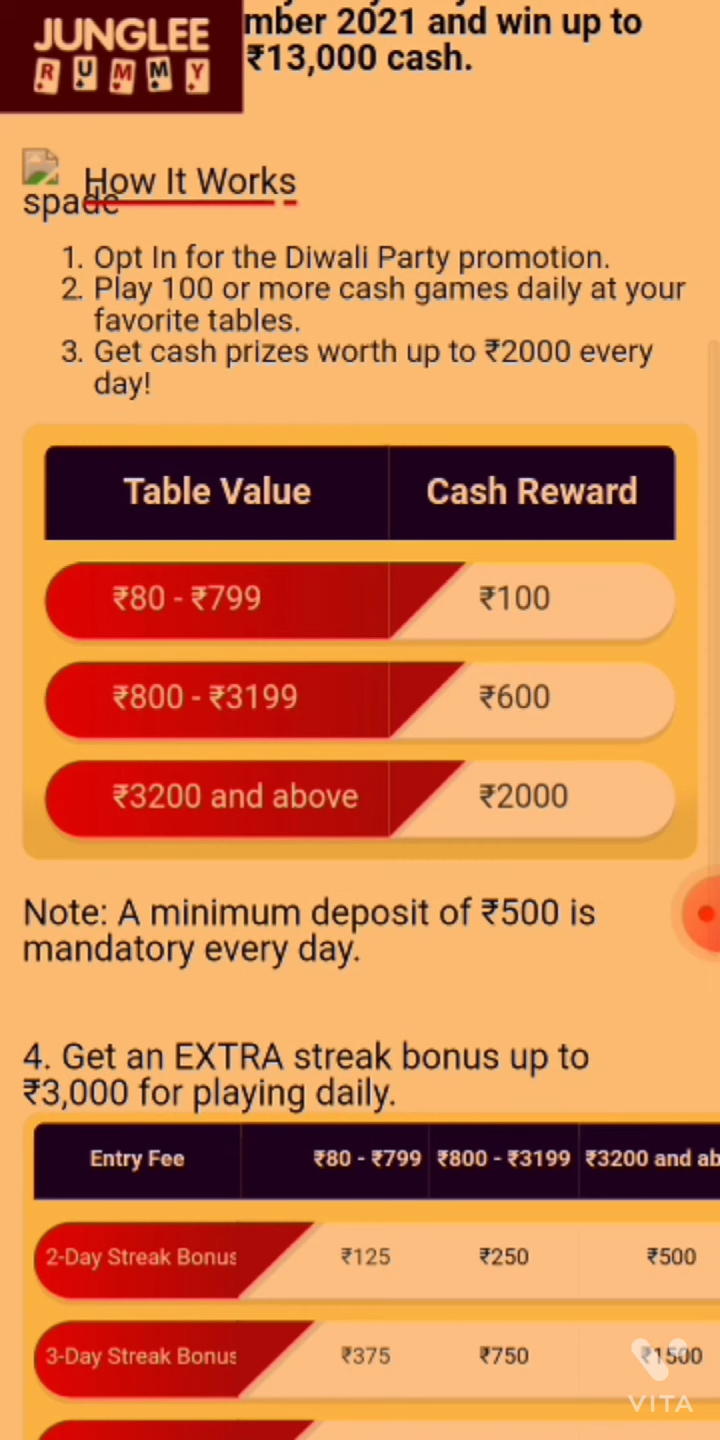 JUNGLEE
RUMMY
mber 2021 and win up to
₹13,000 cash.
spade
How It Works
1. Opt In for the Diwali Party promotion.
2. Play 100 or more cash games daily at your
favorite tables.
3. Get cash prizes worth up to ₹2000 every
day!
Table Value Cash Reward
₹80 - ₹799 ₹100
₹800 - ₹3199 ₹600
₹3200 and above ₹2000
Note: A minimum deposit of ₹500 is
mandatory every day.
4. Get an EXTRA streak bonus up to
₹3,000 for playing daily.
Entry Fee ₹80 - ₹799 ₹800 - ₹3199 ₹3200 and ab
2-Day Streak Bonus ₹125 ₹250 ₹500
3-Day Streak Bonus ₹375 ₹750 ₹1500
VITA